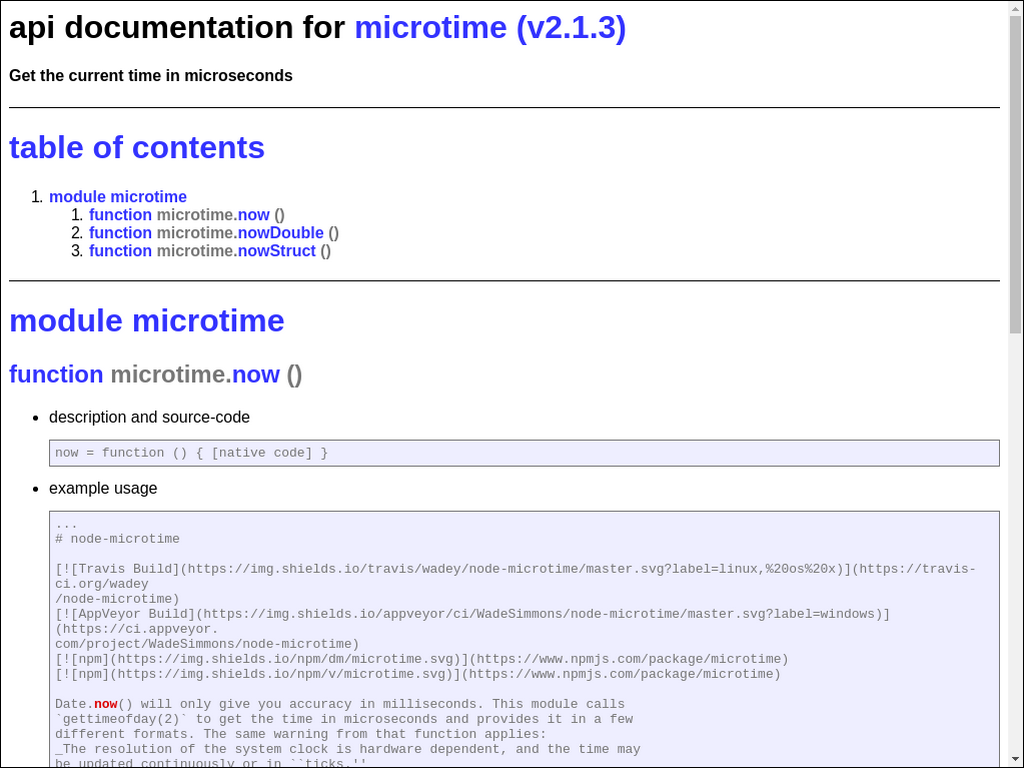 api documentation for microtime (v2.1.3)
Get the current time in microseconds
table of contents
1. module microtime
1. function microtime.now ()
2. function microtime.nowDouble ()
3. function microtime.nowStruct ()
module microtime
function microtime.now ()
• description and source-code
now = function () { [native code] }
• example usage
...
# node-microtime
[![Travis Build](https://img.shields.io/travis/wadey/node-microtime/master.svg?label=linux,%20os%20x)](https://travis-
ci.org/wadey
/node-microtime)
[![AppVeyor Build](https://img.shields.io/appveyor/ci/WadeSimmons/node-microtime/master.svg?label=windows)]
(https://ci.appveyor.
com/project/WadeSimmons/node-microtime)
[![npm](https://img.shields.io/npm/dm/microtime.svg)](https://www.npmjs.com/package/microtime)
[![npm](https://img.shields.io/npm/v/microtime.svg)](https://www.npmjs.com/package/microtime)
Date.now() will only give you accuracy in milliseconds. This module calls
`gettimeofday(2)` to get the time in microseconds and provides it in a few
different formats. The same warning from that function applies:
_The resolution of the system clock is hardware dependent, and the time may
be updated continuously or in ``ticks.''